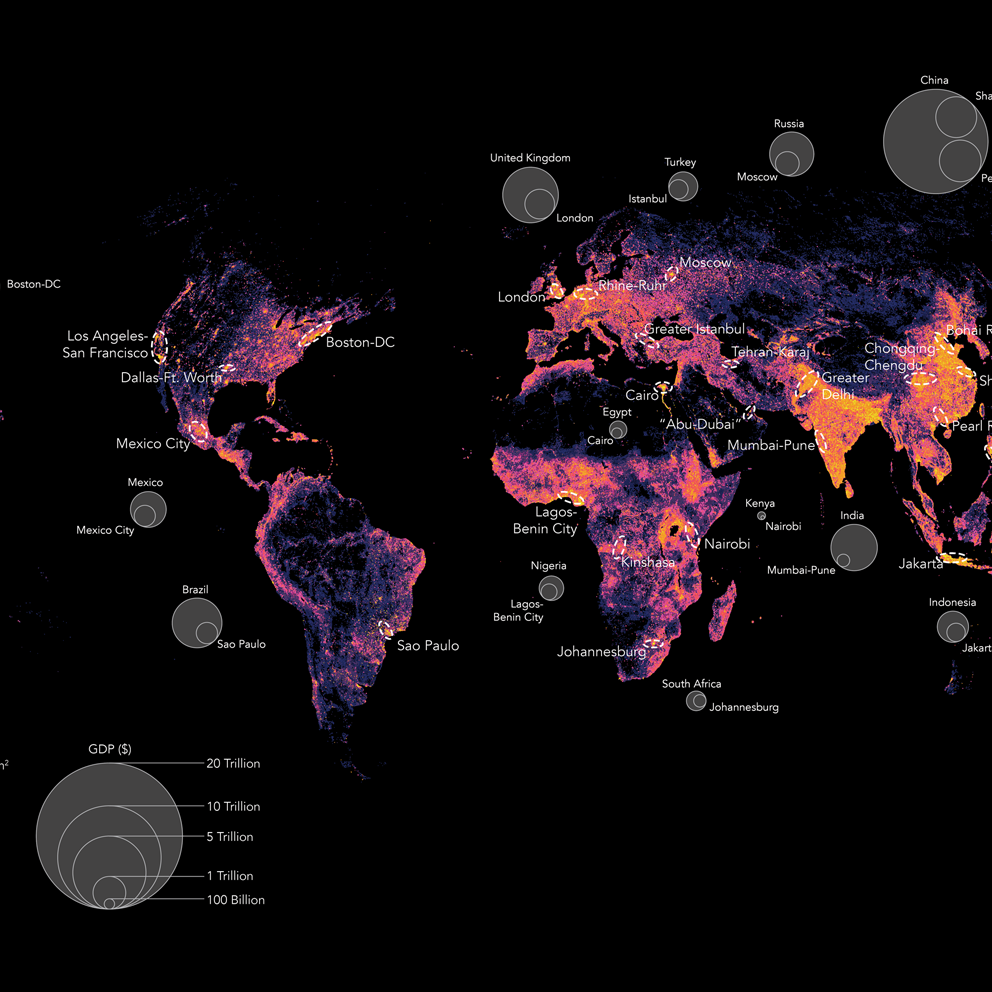 China
Sha
Russia
Moscow
Pe
United Kingdom
London
Turkey
Istanbul
Moscow
Rhine-Ruhr
London
Boston-DC
Los Angeles-
San Francisco
Boston-DC
Dallas-Ft. Worth
Greater Istanbul
Tehran-Karaj
Bohai R
Chongqing-
Chengdu
Greater
Delhi
Sh
Cairo
Egypt
Cairo
"Abu-Dubai"
Pearl R
Mumbai-Pune
Mexico City
Mexico
Mexico City
Lagos-
Benin City
Kenya
Nairobi
India
Mumbai-Pune
Nairobi
Kinshasa
Jakarta
Nigeria
Lagos-
Benin City
Brazil
Sao Paulo
Sao Paulo
Indonesia
Jakart
Johannesburg
South Africa
Johannesburg
GDP ($)
m²
20 Trillion
10 Trillion
5 Trillion
1 Trillion
100 Billion